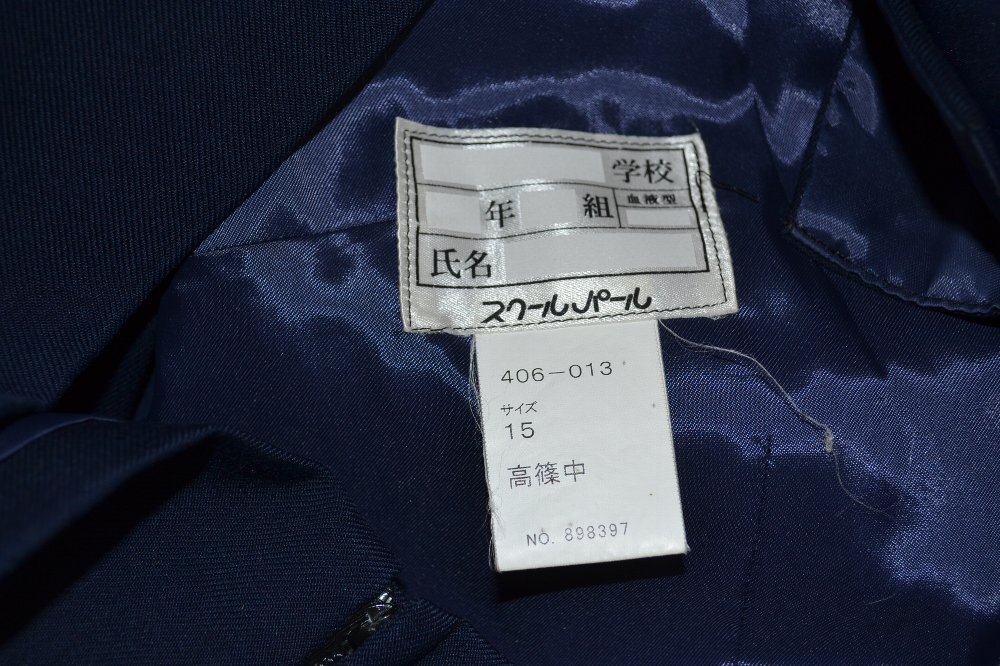 学校
年 組 血液型
氏名
スクールパール
406-013
サイズ
15
高篠中
NO. 898397